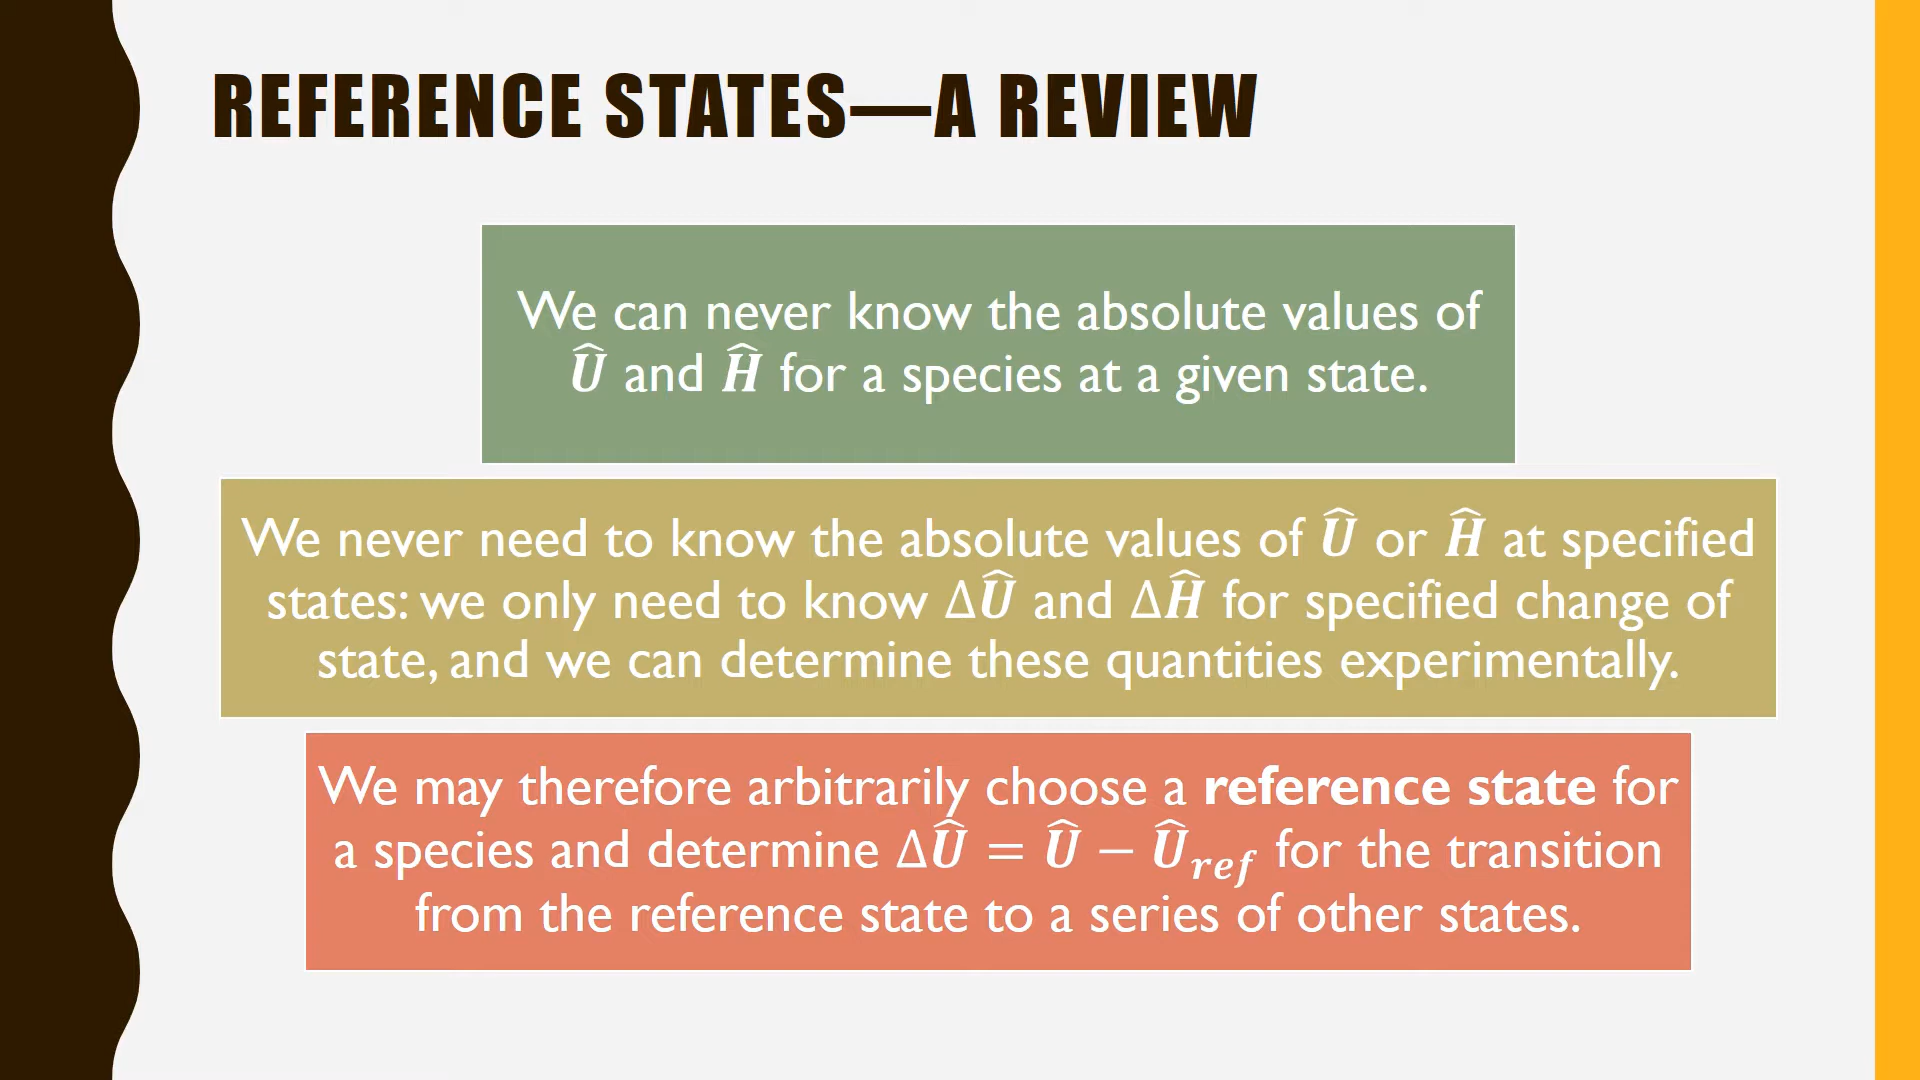 REFERENCE STATES—A REVIEW
We can never know the absolute values of
Û and Ĥ for a species at a given state.
We never need to know the absolute values of Û or Ĥ at specified
states: we only need to know ΔÛ and ΔĤ for specified change of
state, and we can determine these quantities experimentally.
We may therefore arbitrarily choose a reference state for
a species and determine ΔÛ = Û − Û_ref for the transition
from the reference state to a series of other states.